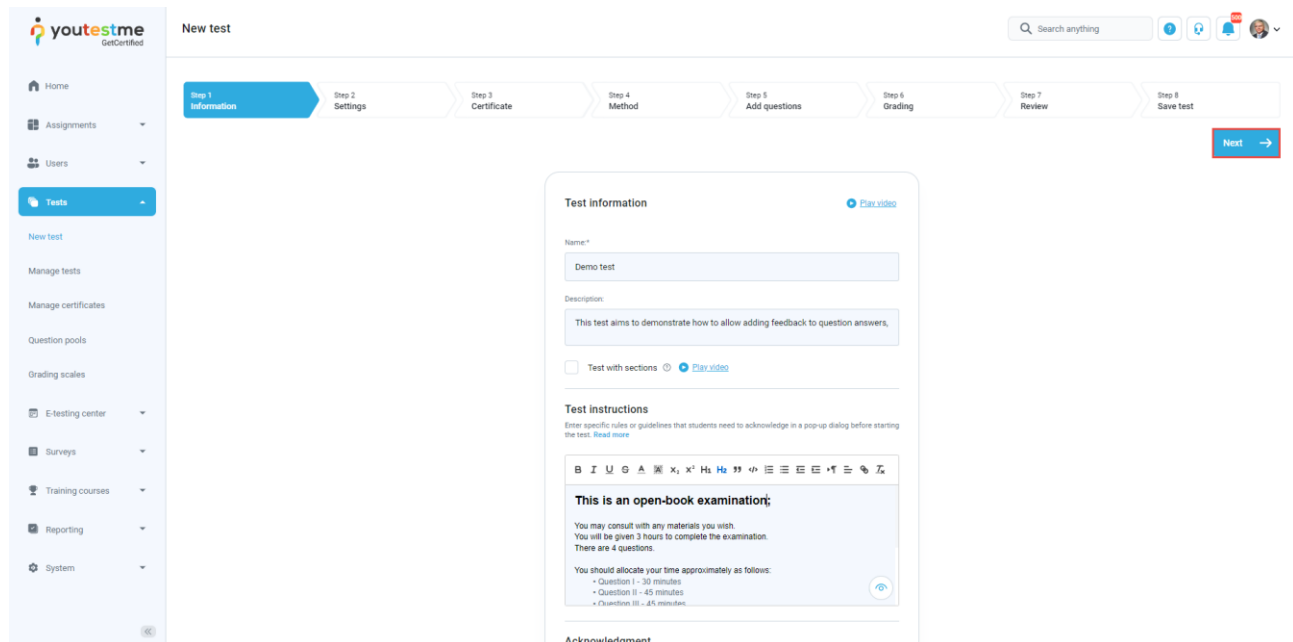 youtestme
GetCertified
New test
Search anything
?
500
Home
Assignments
Users
Tests
New test
Manage tests
Manage certificates
Question pools
Grading scales
E-testing center
Surveys
Training courses
Reporting
System
Step 1
Information
Step 2
Settings
Step 3
Certificate
Step 4
Method
Step 5
Add questions
Step 6
Grading
Step 7
Review
Step 8
Save test
Next →
Test information
Play video
Name:*
Demo test
Description:
This test aims to demonstrate how to allow adding feedback to question answers,
Test with sections ? Play video
Test instructions
Enter specific rules or guidelines that students need to acknowledge in a pop-up dialog before starting
the test. Read more
B I U S A A X₂ X² H1 H2 ” </>
This is an open-book examination;
You may consult with any materials you wish.
You will be given 3 hours to complete the examination.
There are 4 questions.
You should allocate your time approximately as follows:
• Question I - 30 minutes
• Question II - 45 minutes
• Question III - 45 minutes
Acknowledgment